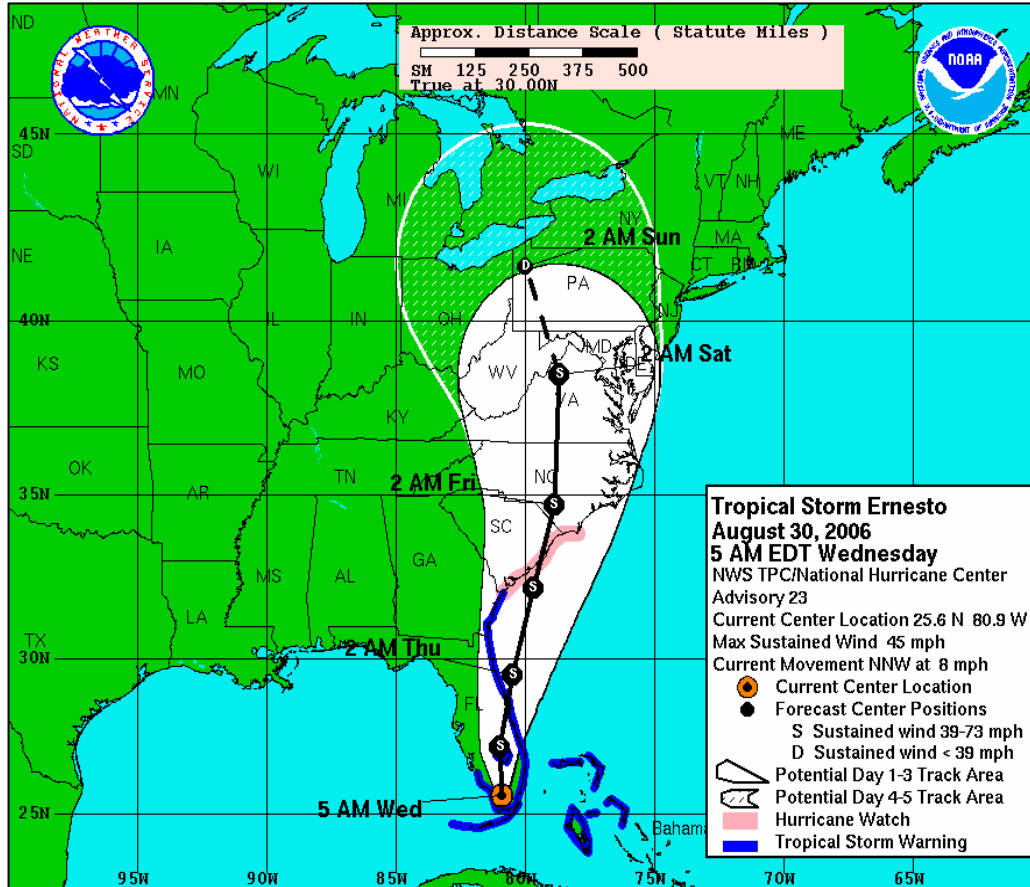 Approx. Distance Scale ( Statute Miles )
SM 125 250 375 500
True at 30.00N
NATIONAL WEATHER SERVICE
NOAA
ND
MN
SD
WI
MI
ME
VT
NH
45N
NE
IA
MI
NY
MA
CT
RI
2 AM Sun
D
PA
NJ
40N
IL
IN
OH
KS
MO
WV
MD
DE
2 AM Sat
S
VA
KY
OK
TN
AR
NC
2 AM Fri
S
35N
SC
MS
AL
GA
S
LA
TX
30N
2 AM Thu
S
FL
S
5 AM Wed
25N
Bahama
95W 90W 85W 80W 75W 70W 65W
Tropical Storm Ernesto
August 30, 2006
5 AM EDT Wednesday
NWS TPC/National Hurricane Center
Advisory 23
Current Center Location 25.6 N 80.9 W
Max Sustained Wind 45 mph
Current Movement NNW at 8 mph
Current Center Location
Forecast Center Positions
S Sustained wind 39-73 mph
D Sustained wind < 39 mph
Potential Day 1-3 Track Area
Potential Day 4-5 Track Area
Hurricane Watch
Tropical Storm Warning